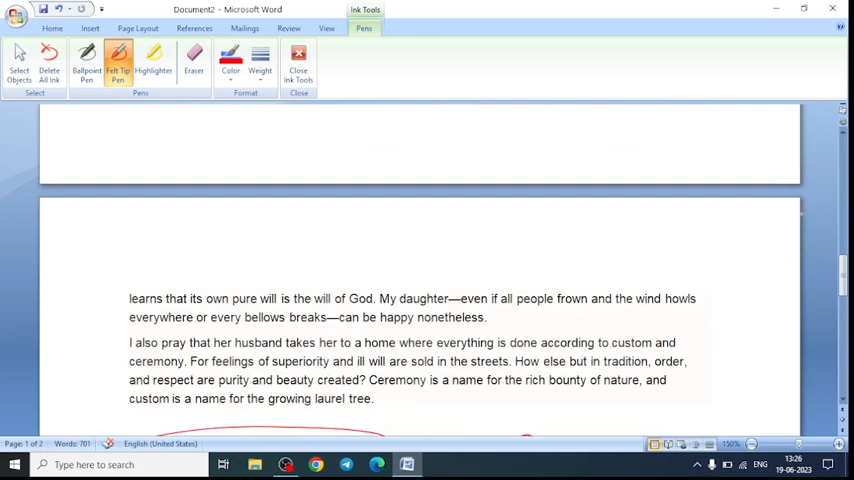 Document2 - Microsoft Word
Ink Tools
Home Insert Page Layout References Mailings Review View Pens
Select Objects
Delete All Ink
Ballpoint Pen
Felt Tip Pen
Highlighter
Eraser
Color
Weight
Close Ink Tools
Select
Pens
Format
Close
learns that its own pure will is the will of God. My daughter—even if all people frown and the wind howls
everywhere or every bellows breaks—can be happy nonetheless.
I also pray that her husband takes her to a home where everything is done according to custom and
ceremony. For feelings of superiority and ill will are sold in the streets. How else but in tradition, order,
and respect are purity and beauty created? Ceremony is a name for the rich bounty of nature, and
custom is a name for the growing laurel tree.
Page: 1 of 2 Words: 701 English (United States) 150%
Type here to search
ENG
13:26
19-06-2023